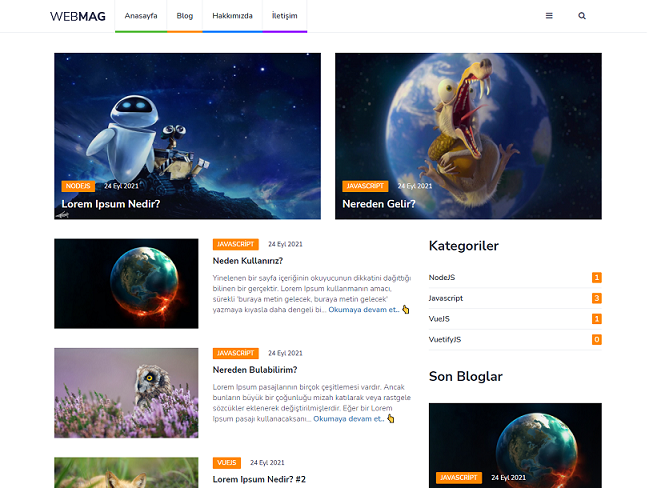 WEBMAG
Anasayfa
Blog
Hakkımızda
İletişim
NODEJS 24 Eyl 2021
Lorem Ipsum Nedir?
JAVASCRIPT 24 Eyl 2021
Nereden Gelir?
JAVASCRIPT 24 Eyl 2021
Neden Kullanırız?
Yinelenen bir sayfa içeriğinin okuyucunun dikkatini dağıttığı
bilinen bir gerçektir. Lorem Ipsum kullanmanın amacı,
sürekli 'buraya metin gelecek, buraya metin gelecek'
yazmaya kıyasla daha dengeli bi... Okumaya devam et..
JAVASCRIPT 24 Eyl 2021
Nereden Bulabilirim?
Lorem Ipsum pasajlarının birçok çeşitlemesi vardır. Ancak
bunların büyük bir çoğunluğu mizah katılarak veya rastgele
sözcükler eklenerek değiştirilmişlerdir. Eğer bir Lorem
Ipsum pasajı kullanacaksanı... Okumaya devam et..
VUEJS 24 Eyl 2021
Lorem Ipsum Nedir? #2
Kategoriler
NodeJS 1
Javascript 3
VueJS 1
VuetifyJS 0
Son Bloglar
JAVASCRIPT 24 Eyl 2021